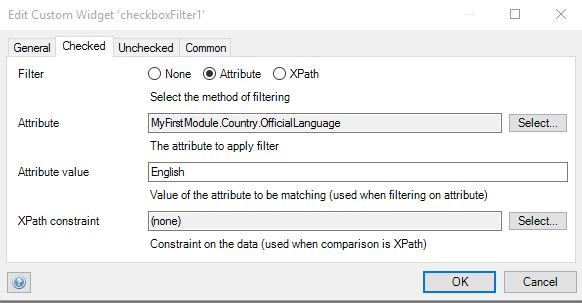 Edit Custom Widget 'checkboxFilter1'
General Checked Unchecked Common
Filter None Attribute XPath
Select the method of filtering
Attribute MyFirstModule.Country.OfficialLanguage Select...
The attribute to apply filter
Attribute value English
Value of the attribute to be matching (used when filtering on attribute)
XPath constraint (none) Select...
Constraint on the data (used when comparison is XPath)
? OK Cancel